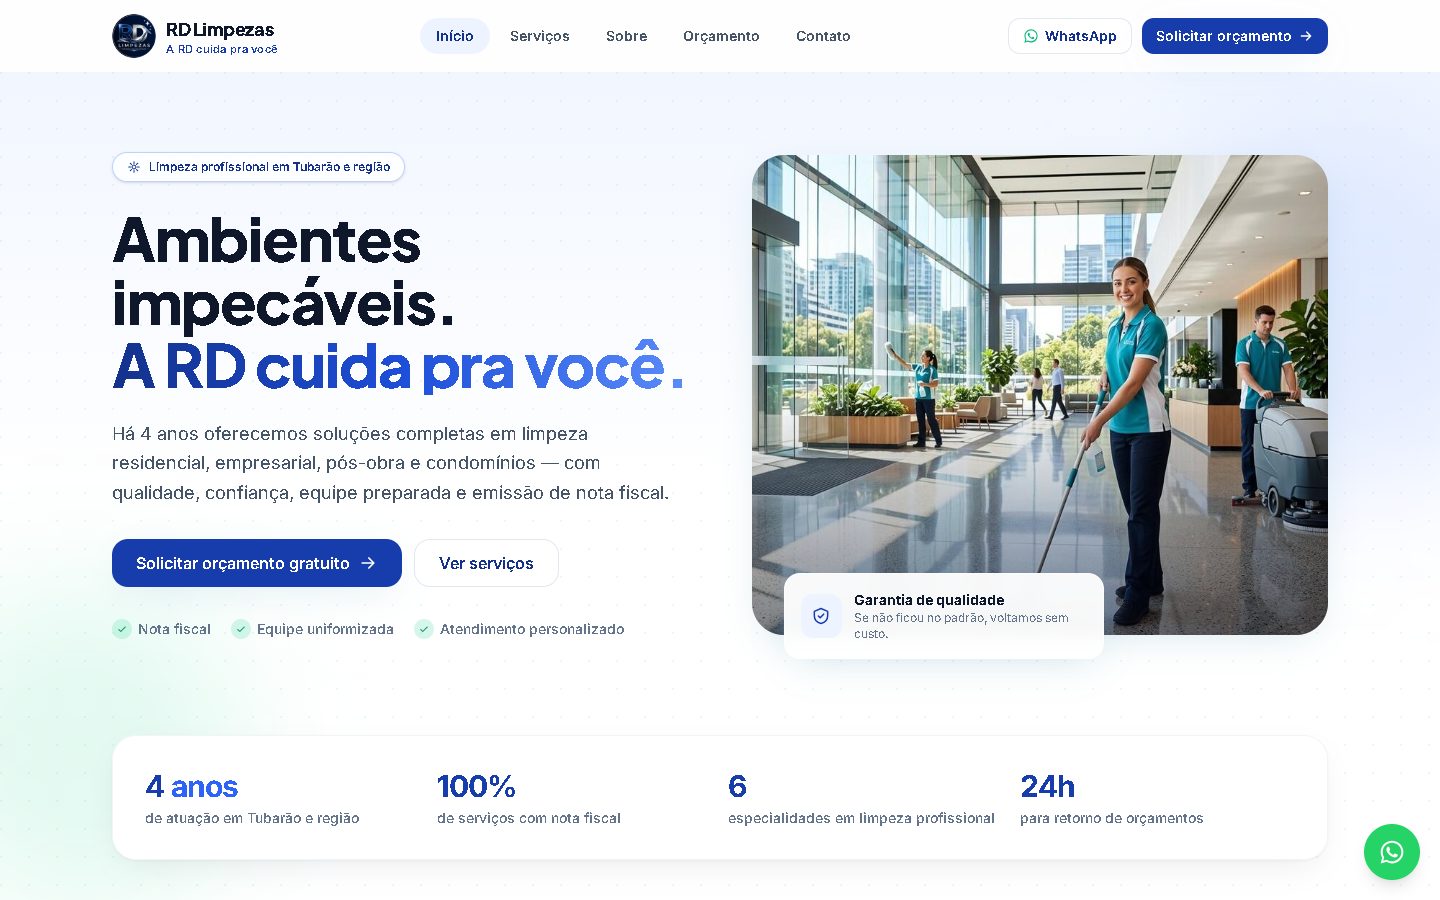 RD
LIMPEZAS
RD Limpezas
A RD cuida pra você
Início
Serviços
Sobre
Orçamento
Contato
WhatsApp
Solicitar orçamento
Limpeza profissional em Tubarão e região
Ambientes
impecáveis.
A RD cuida pra você.
Há 4 anos oferecemos soluções completas em limpeza
residencial, empresarial, pós-obra e condomínios — com
qualidade, confiança, equipe preparada e emissão de nota fiscal.
Solicitar orçamento gratuito
Ver serviços
Nota fiscal
Equipe uniformizada
Atendimento personalizado
Garantia de qualidade
Se não ficou no padrão, voltamos sem
custo.
4 anos
de atuação em Tubarão e região
100%
de serviços com nota fiscal
6
especialidades em limpeza profissional
24h
para retorno de orçamentos